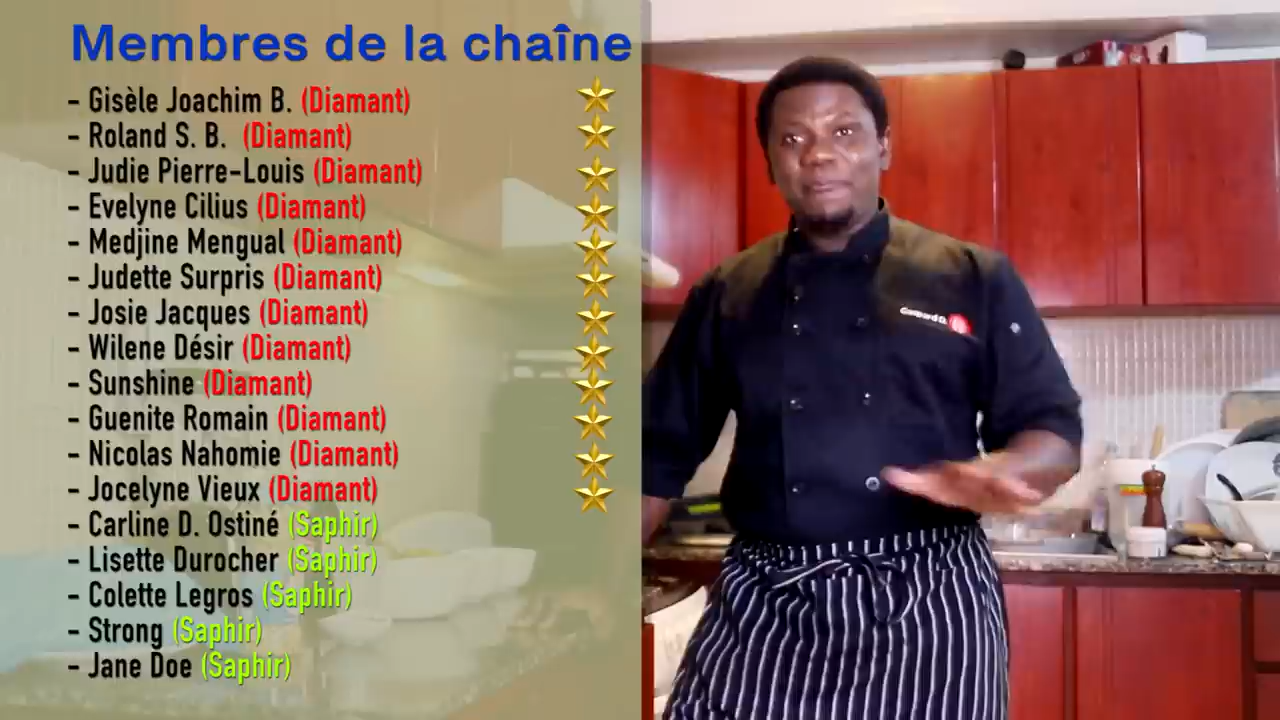 Membres de la chaîne
- Gisèle Joachim B. (Diamant)
- Roland S. B. (Diamant)
- Judie Pierre-Louis (Diamant)
- Evelyne Cilius (Diamant)
- Medjine Mengual (Diamant)
- Judette Surpris (Diamant)
- Josie Jacques (Diamant)
- Wilene Désir (Diamant)
- Sunshine (Diamant)
- Guenite Romain (Diamant)
- Nicolas Nahomie (Diamant)
- Jocelyne Vieux (Diamant)
- Carline D. Ostiné (Saphir)
- Lisette Durocher (Saphir)
- Colette Legros (Saphir)
- Strong (Saphir)
- Jane Doe (Saphir)